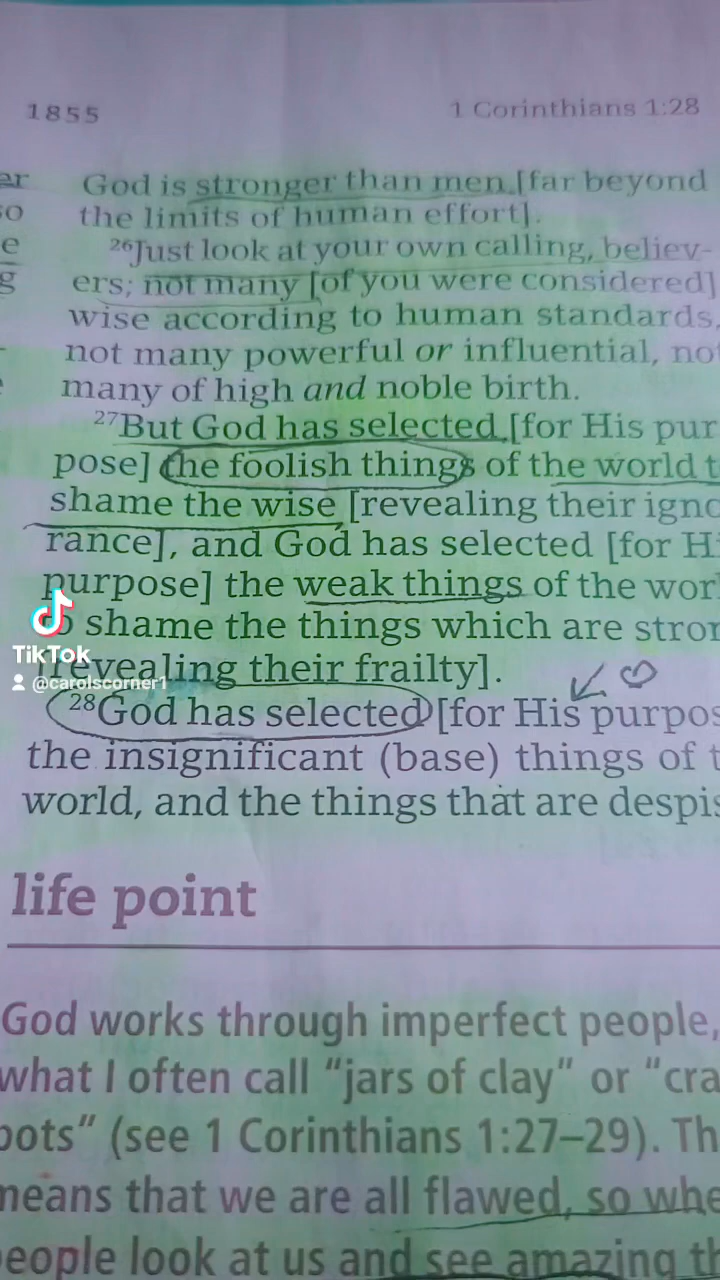 1855
1 Corinthians 1:28
er
so
e
g
God is stronger than men [far beyond
the limits of human effort].
26Just look at your own calling, believ-
ers; not many [of you were considered]
wise according to human standards,
not many powerful or influential, not
many of high and noble birth.
27But God has selected [for His pur
pose] the foolish things of the world t
shame the wise [revealing their igno
rance], and God has selected [for Hi
purpose] the weak things of the wor
shame the things which are stron
revealing their frailty].
28God has selected [for His purpos
the insignificant (base) things of t
world, and the things that are despis
TikTok
@carolscorner1
life point
God works through imperfect people,
what I often call “jars of clay” or “cra
pots” (see 1 Corinthians 1:27–29). Th
means that we are all flawed, so whe
people look at us and see amazing th